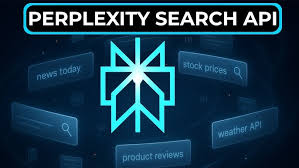 PERPLEXITY SEARCH API
news today
stock prices
weather API
product reviews